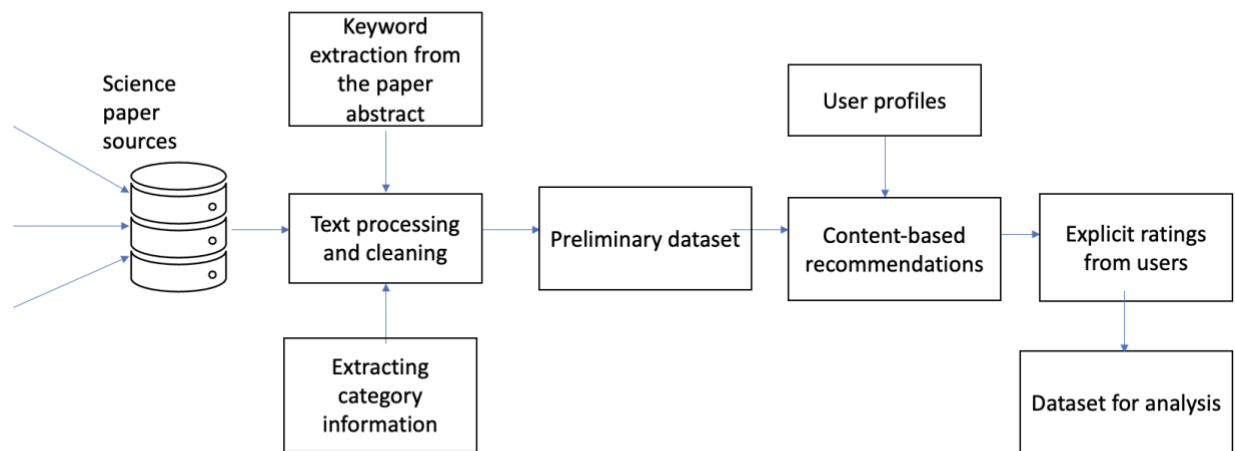 Science
paper
sources
Keyword
extraction from
the paper
abstract
Text processing
and cleaning
Extracting
category
information
Preliminary dataset
User profiles
Content-based
recommendations
Explicit ratings
from users
Dataset for analysis